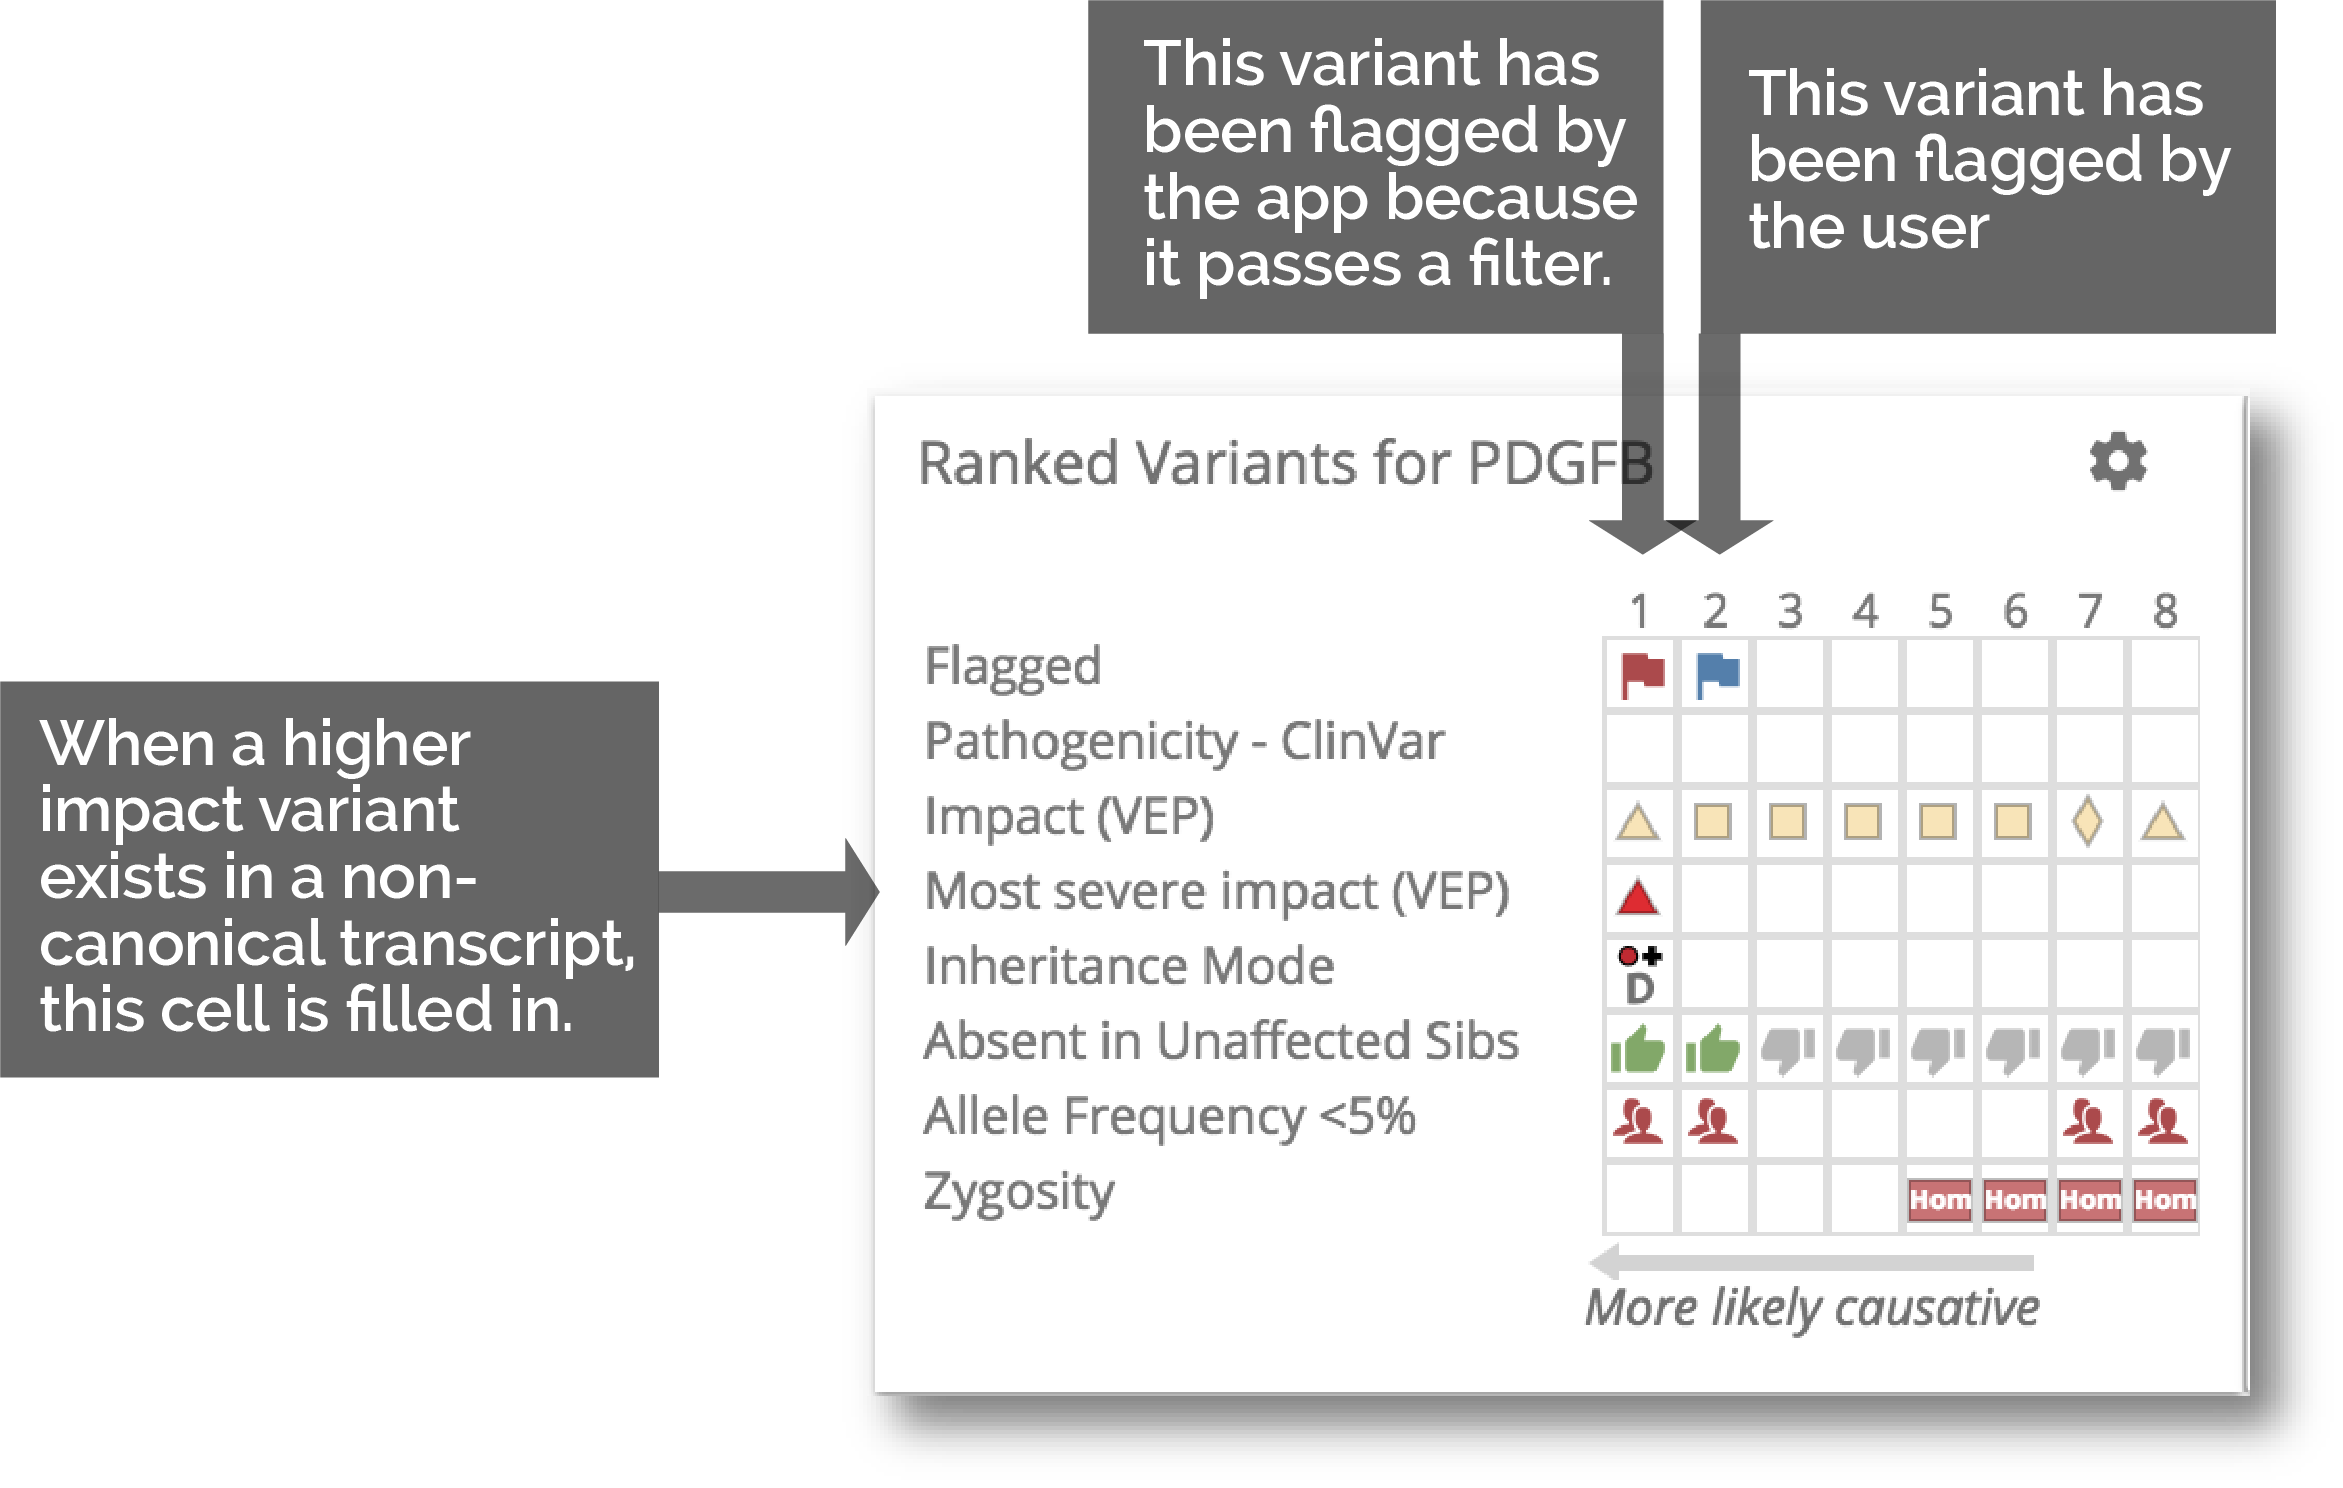 This variant has
been flagged by
the app because
it passes a filter.
This variant has
been flagged by
the user
When a higher
impact variant
exists in a non-
canonical transcript,
this cell is filled in.
Ranked Variants for PDGFB
1 2 3 4 5 6 7 8
Flagged
Pathogenicity - ClinVar
Impact (VEP)
Most severe impact (VEP)
Inheritance Mode
D
Absent in Unaffected Sibs
Allele Frequency <5%
Zygosity
Hom Hom Hom Hom
More likely causative